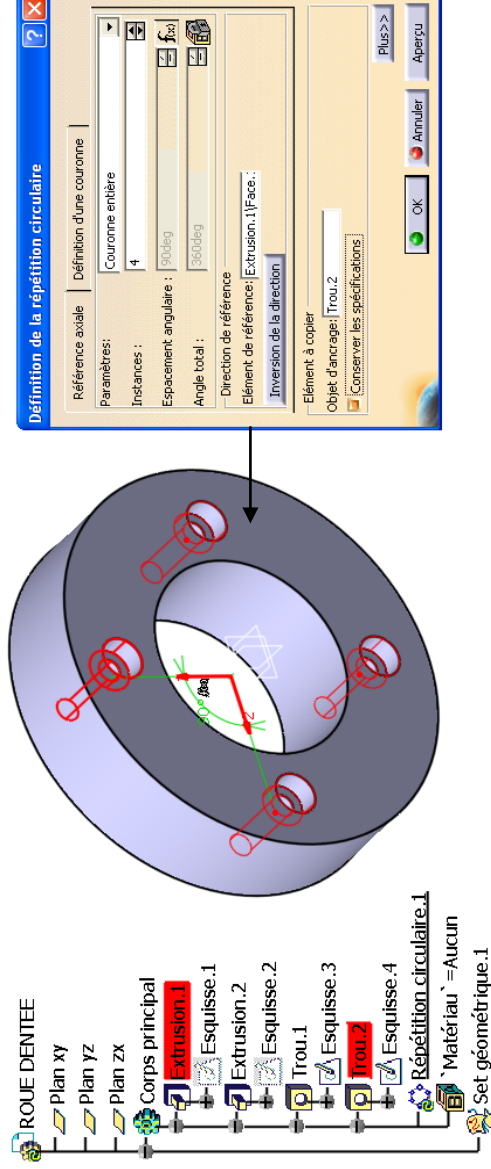 ROUE DENTEE
Plan xy
Plan yz
Plan zx
Corps principal
Extrusion.1
Esquisse.1
Extrusion.2
Esquisse.2
Trou.1
Esquisse.3
Trou.2
Esquisse.4
Répétition circulaire.1
`Matériau`=Aucun
Set géométrique.1
90°
Z
Définition de la répétition circulaire
?
X
Référence axiale
Définition d'une couronne
Paramètres:
Couronne entière
Instances :
4
Espacement angulaire :
90deg
f(x)
Angle total :
360deg
Direction de référence
Elément de référence:
Extrusion.1\Face.:
Inversion de la direction
Elément à copier
Objet d'ancrage:
Trou.2
Conserver les spécifications
Plus>>
OK
Annuler
Aperçu